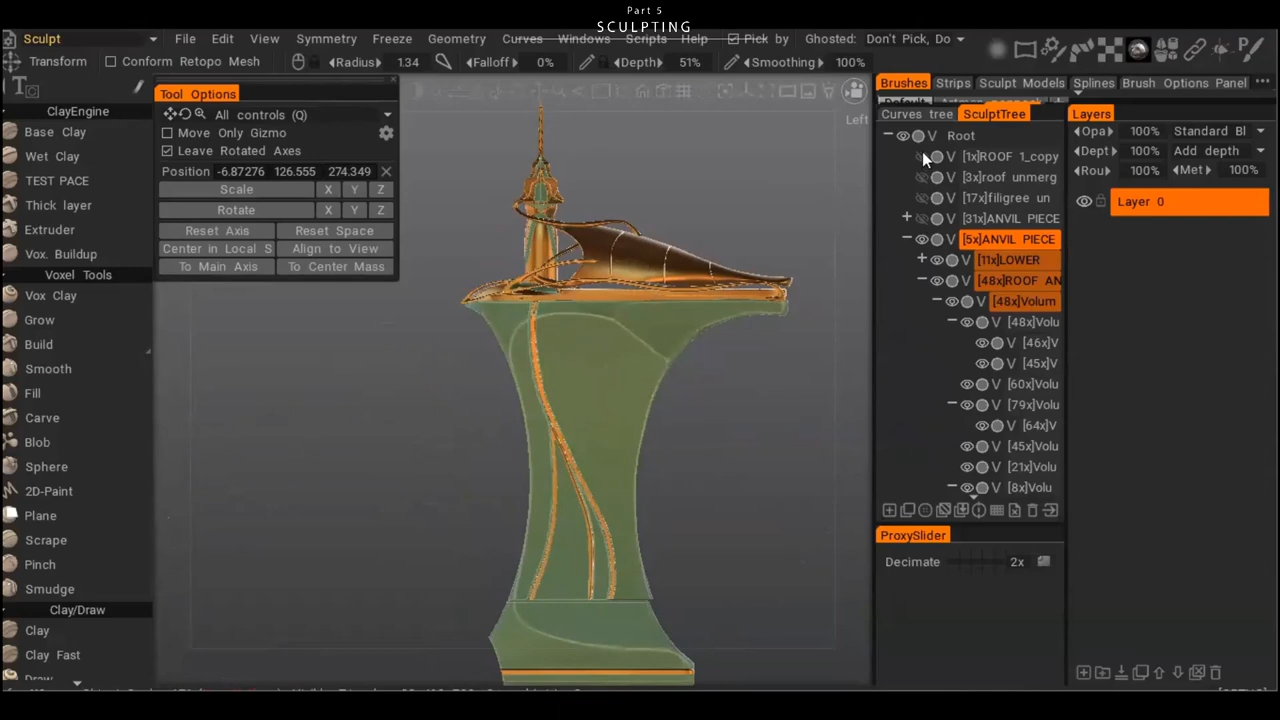 Part 5
SCULPTING
Sculpt File Edit View Symmetry Freeze Geometry Curves Windows Scripts Help Pick by Ghosted: Don't Pick, Do
Transform Conform Retopo Mesh Radius 1.34 Falloff 0% Depth 51% Smoothing 100%
Brushes Strips Sculpt Models Splines Brush Options Panel
Tool Options
All controls (Q)
Move Only Gizmo
Leave Rotated Axes
Position -6.87276 126.555 274.349
Scale X Y Z
Rotate X Y Z
Reset Axis Reset Space
Center in Local S Align to View
To Main Axis To Center Mass
ClayEngine
Base Clay
Wet Clay
TEST PACE
Thick layer
Extruder
Vox. Buildup
Voxel Tools
Vox Clay
Grow
Build
Smooth
Fill
Carve
Blob
Sphere
2D-Paint
Plane
Scrape
Pinch
Smudge
Clay/Draw
Clay
Clay Fast
Draw
Left
Curves tree SculptTree
V Root
V [1x]ROOF 1_copy
V [3x]roof unmerg
V [17x]filigree un
V [31x]ANVIL PIECE
V [5x]ANVIL PIECE
V [11x]LOWER
V [48x]ROOF AN
V [48x]Volum
V [48x]Volu
V [46x]V
V [45x]V
V [60x]Volu
V [79x]Volu
V [64x]V
V [45x]Volu
V [21x]Volu
V [8x]Volu
ProxySlider
Decimate 2x
Layers
Opa 100% Standard Bl
Dept 100% Add depth
Rou 100% Met 100%
Layer 0